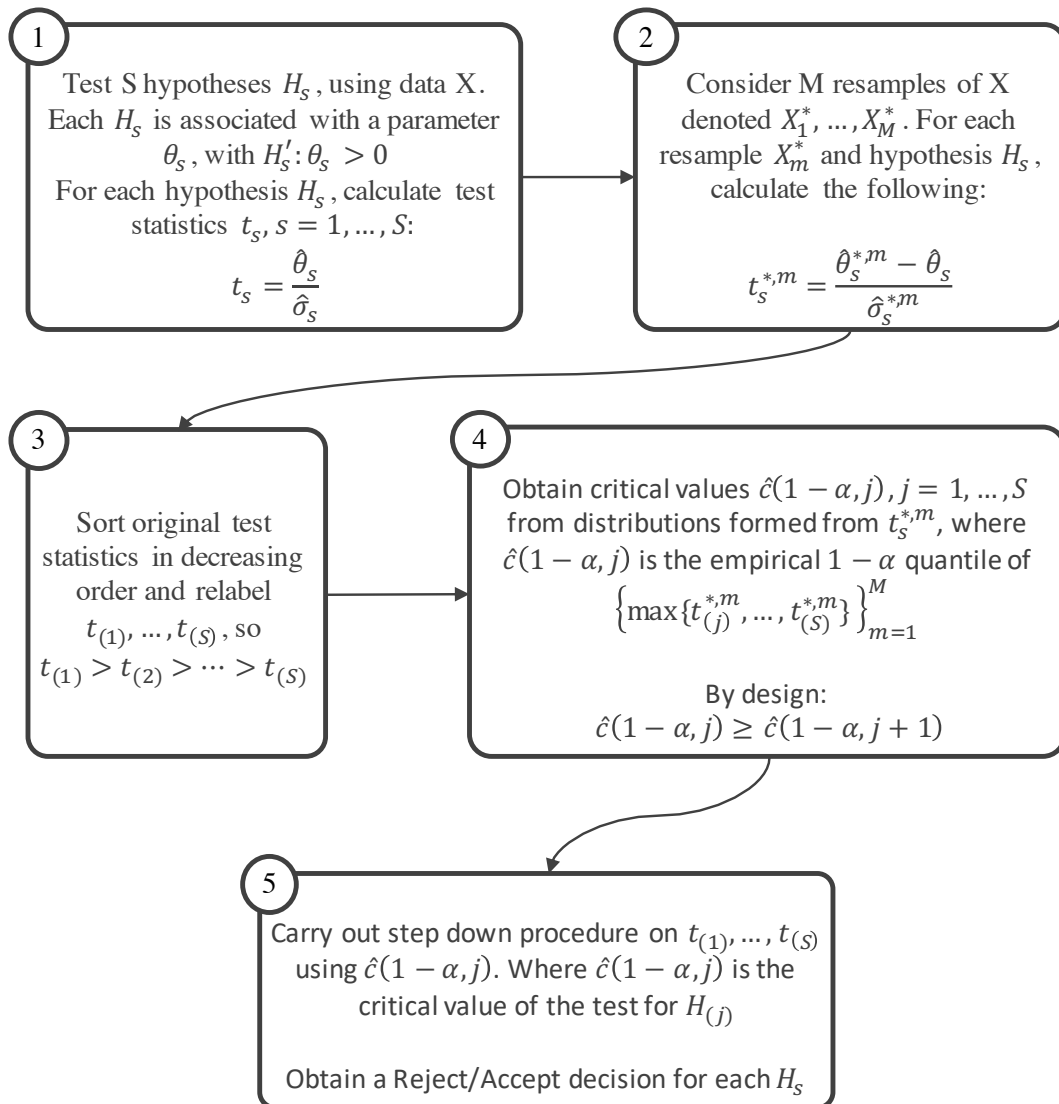 1
Test S hypotheses H_s, using data X.
Each H_s is associated with a parameter
θ_s, with H_s′: θ_s > 0
For each hypothesis H_s, calculate test
statistics t_s, s = 1, …, S:
t_s = θ̂_s / σ̂_s
2
Consider M resamples of X
denoted X_1^*, …, X_M^*. For each
resample X_m^* and hypothesis H_s,
calculate the following:
t_s^{*,m} = (θ̂_s^{*,m} − θ̂_s) / σ̂_s^{*,m}
3
Sort original test
statistics in decreasing
order and relabel
t_(1), …, t_(S), so
t_(1) > t_(2) > ⋯ > t_(S)
4
Obtain critical values ĉ(1 − α, j), j = 1, …, S
from distributions formed from t_s^{*,m}, where
ĉ(1 − α, j) is the empirical 1 − α quantile of
{max{t_(j)^{*,m}, …, t_(S)^{*,m}}}_{m=1}^M
By design:
ĉ(1 − α, j) ≥ ĉ(1 − α, j + 1)
5
Carry out step down procedure on t_(1), …, t_(S)
using ĉ(1 − α, j). Where ĉ(1 − α, j) is the
critical value of the test for H_(j)
Obtain a Reject/Accept decision for each H_s